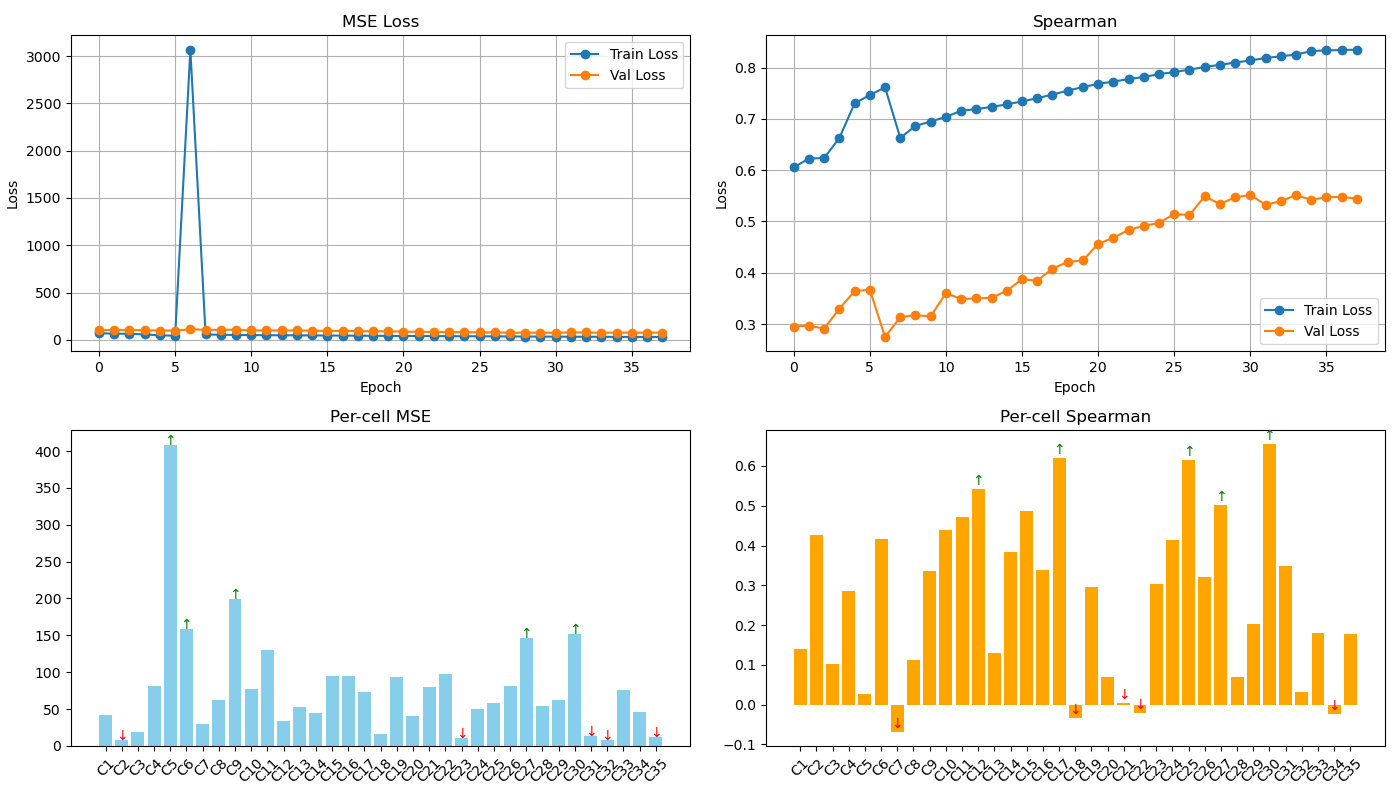 MSE Loss
3000
2500
2000
1500
1000
500
0
Loss
Train Loss
Val Loss
0 5 10 15 20 25 30 35
Epoch
Spearman
0.8
0.7
0.6
0.5
0.4
0.3
Loss
Train Loss
Val Loss
0 5 10 15 20 25 30 35
Epoch
Per-cell MSE
400
350
300
250
200
150
100
50
0
↑ ↓ ↑ ↑ ↑ ↓ ↑ ↑ ↓ ↓ ↓
C1 C2 C3 C4 C5 C6 C7 C8 C9 C10 C11 C12 C13 C14 C15 C16 C17 C18 C19 C20 C21 C22 C23 C24 C25 C26 C27 C28 C29 C30 C31 C32 C33 C34 C35
Per-cell Spearman
0.6
0.5
0.4
0.3
0.2
0.1
0.0
−0.1
↓ ↑ ↑ ↓ ↓ ↓ ↑ ↑ ↑ ↓
C1 C2 C3 C4 C5 C6 C7 C8 C9 C10 C11 C12 C13 C14 C15 C16 C17 C18 C19 C20 C21 C22 C23 C24 C25 C26 C27 C28 C29 C30 C31 C32 C33 C34 C35